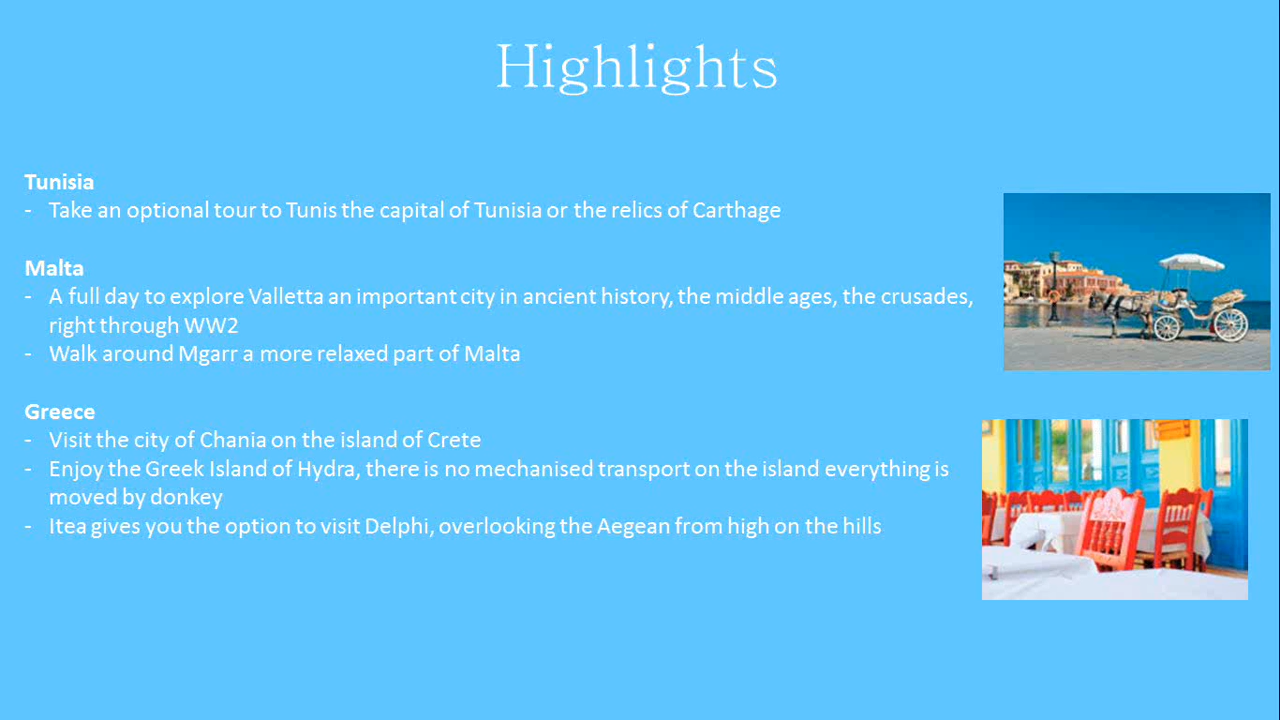 Highlights
Tunisia
- Take an optional tour to Tunis the capital of Tunisia or the relics of Carthage
Malta
- A full day to explore Valletta an important city in ancient history, the middle ages, the crusades,
right through WW2
- Walk around Mgarr a more relaxed part of Malta
Greece
- Visit the city of Chania on the island of Crete
- Enjoy the Greek Island of Hydra, there is no mechanised transport on the island everything is
moved by donkey
- Itea gives you the option to visit Delphi, overlooking the Aegean from high on the hills